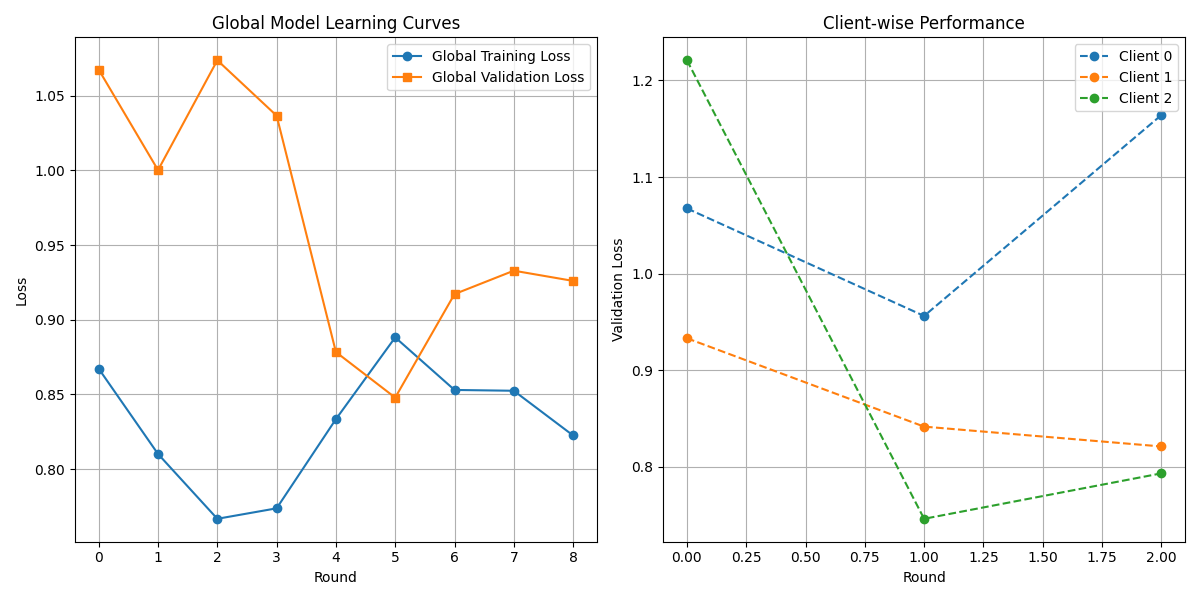 Global Model Learning Curves
Global Training Loss
Global Validation Loss
1.05
1.00
0.95
0.90
0.85
0.80
Loss
0 1 2 3 4 5 6 7 8
Round
Client-wise Performance
Client 0
Client 1
Client 2
1.2
1.1
1.0
0.9
0.8
Validation Loss
0.00 0.25 0.50 0.75 1.00 1.25 1.50 1.75 2.00
Round